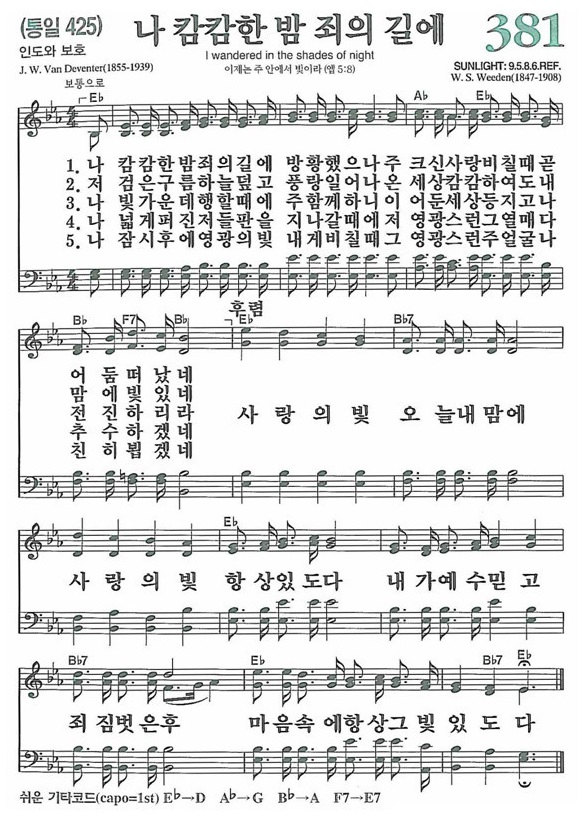 (통일 425)
나 캄캄한 밤 죄의 길에
381
인도와 보호
I wandered in the shades of night
J. W. Van Deventer(1855-1939)
이제는 주 안에서 빛이라 (엡 5:8)
SUNLIGHT: 9.5.8.6.REF.
W. S. Weeden(1847-1908)
보통으로
E♭ A♭ E♭
1. 나 캄캄한밤죄의길에 방황했으나주 크신사랑비칠때곧
2. 저 검은구름하늘덮고 풍랑일어나온 세상캄캄하여도내
3. 나 빛가운데행할때에 주함께하니이 어둔세상등지고나
4. 나 넓게퍼진저들판을 지나갈때에저 영광스런그열매다
5. 나 잠시후에영광의빛 내게비칠때그 영광스런주얼굴나
후렴
B♭ F7 B♭ E♭ B♭7
어 둠떠 났네
맘 에빛 있네
전 진하 리라 사 랑 의 빛 오 늘내 맘에
추 수하 겠네
친 히뵙 겠네
E♭
사 랑 의 빛 항 상있 도다 내 가예 수믿 고
B♭7 E♭ B♭7 E♭
죄 짐벗 은후 마음속 에항상그 빛 있 도 다
쉬운 기타코드(capo=1st) E♭→D A♭→G B♭→A F7→E7